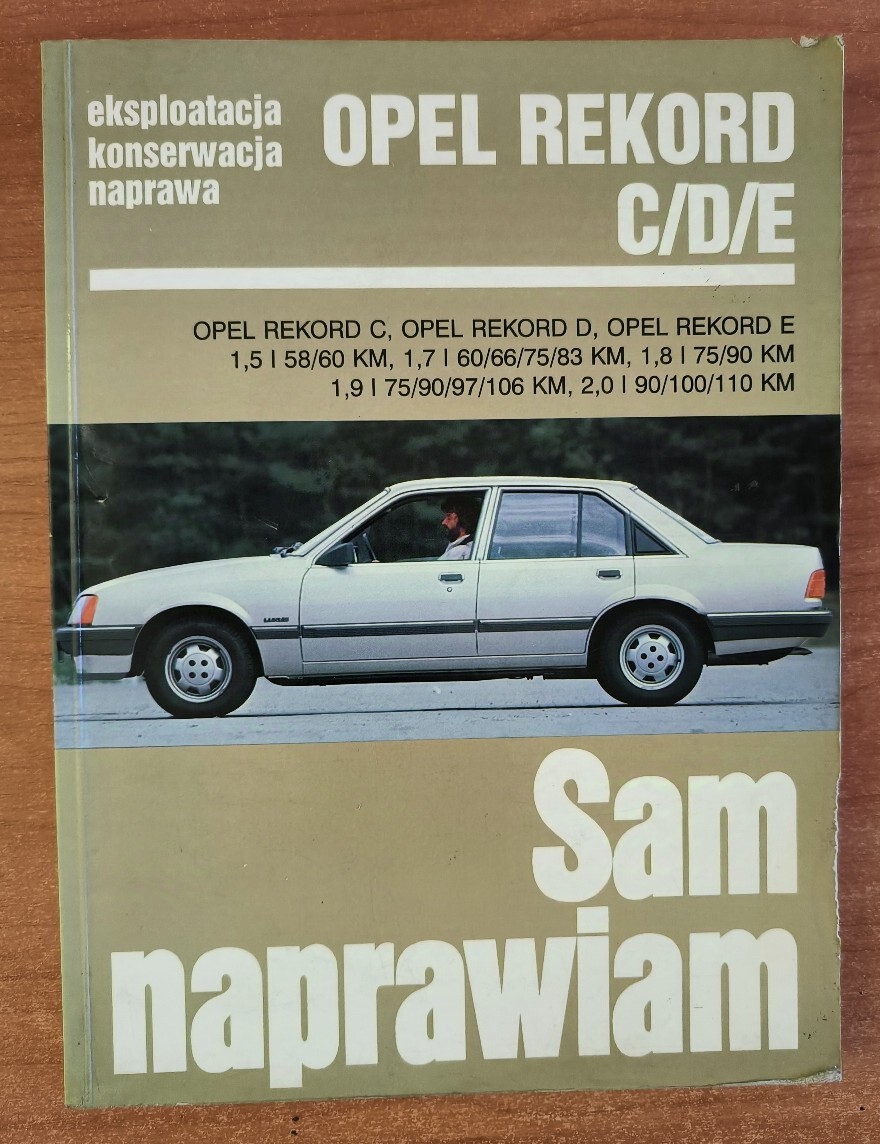 eksploatacja
konserwacja
naprawa
OPEL REKORD
C/D/E
OPEL REKORD C, OPEL REKORD D, OPEL REKORD E
1,5 l 58/60 KM, 1,7 l 60/66/75/83 KM, 1,8 l 75/90 KM
1,9 l 75/90/97/106 KM, 2,0 l 90/100/110 KM
Sam
naprawiam